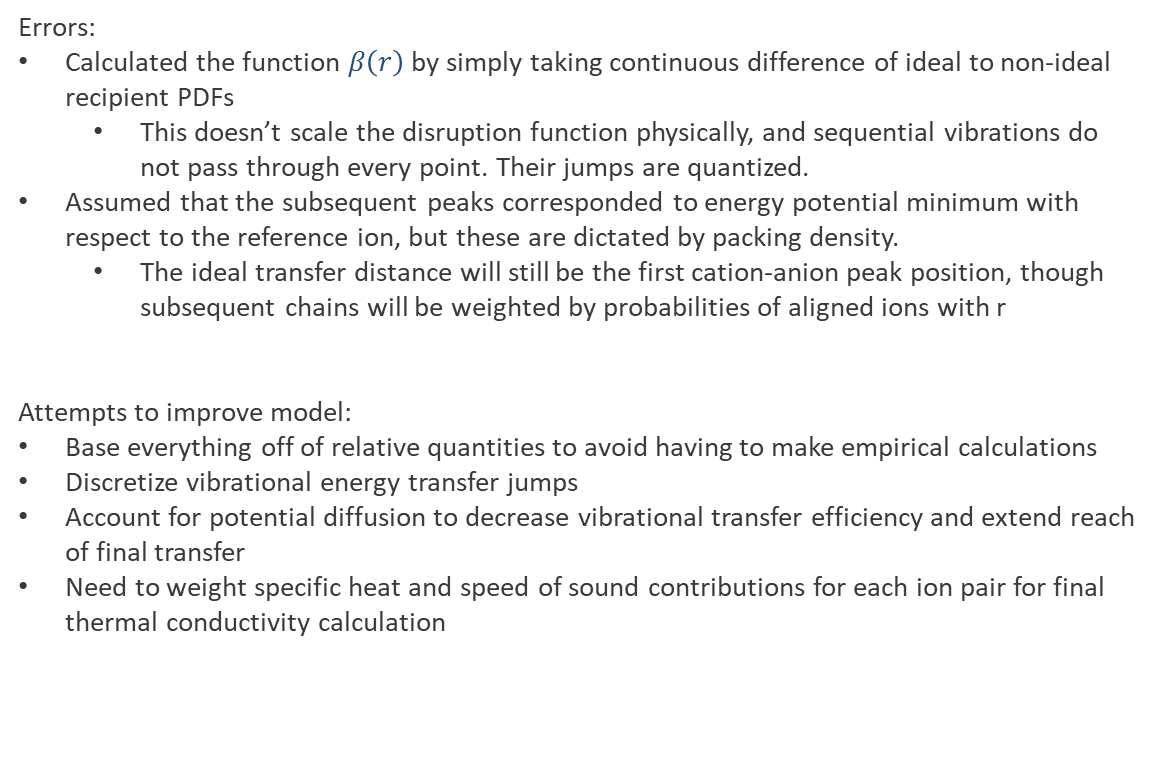 Errors:
• Calculated the function β(r) by simply taking continuous difference of ideal to non-ideal
recipient PDFs
• This doesn’t scale the disruption function physically, and sequential vibrations do
not pass through every point. Their jumps are quantized.
• Assumed that the subsequent peaks corresponded to energy potential minimum with
respect to the reference ion, but these are dictated by packing density.
• The ideal transfer distance will still be the first cation-anion peak position, though
subsequent chains will be weighted by probabilities of aligned ions with r
Attempts to improve model:
• Base everything off of relative quantities to avoid having to make empirical calculations
• Discretize vibrational energy transfer jumps
• Account for potential diffusion to decrease vibrational transfer efficiency and extend reach
of final transfer
• Need to weight specific heat and speed of sound contributions for each ion pair for final
thermal conductivity calculation